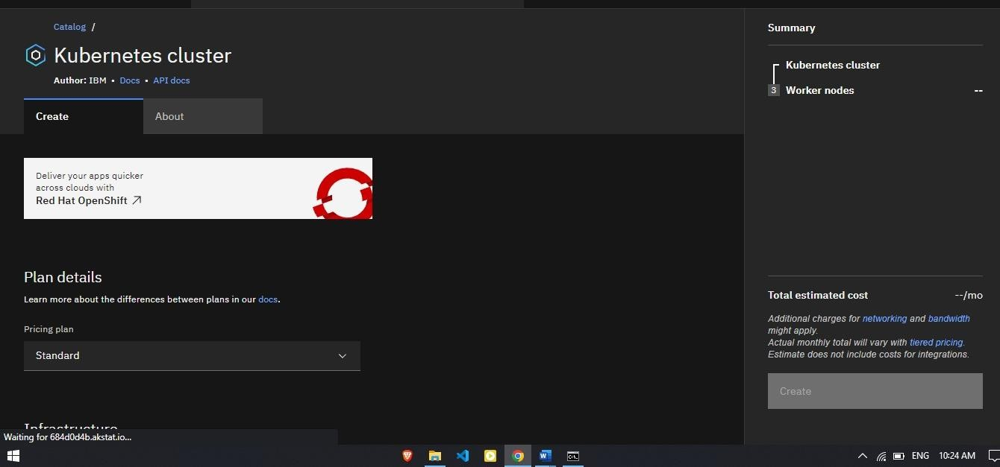 Catalog /
Kubernetes cluster
Author: IBM • Docs • API docs
Create
About
Deliver your apps quicker
across clouds with
Red Hat OpenShift
Plan details
Learn more about the differences between plans in our docs.
Pricing plan
Standard
Infrastructure
Waiting for 684d0d4b.akstat.io...
Summary
Kubernetes cluster
3 Worker nodes --
Total estimated cost --/mo
Additional charges for networking and bandwidth
might apply.
Actual monthly total will vary with tiered pricing.
Estimate does not include costs for integrations.
Create
ENG 10:24 AM